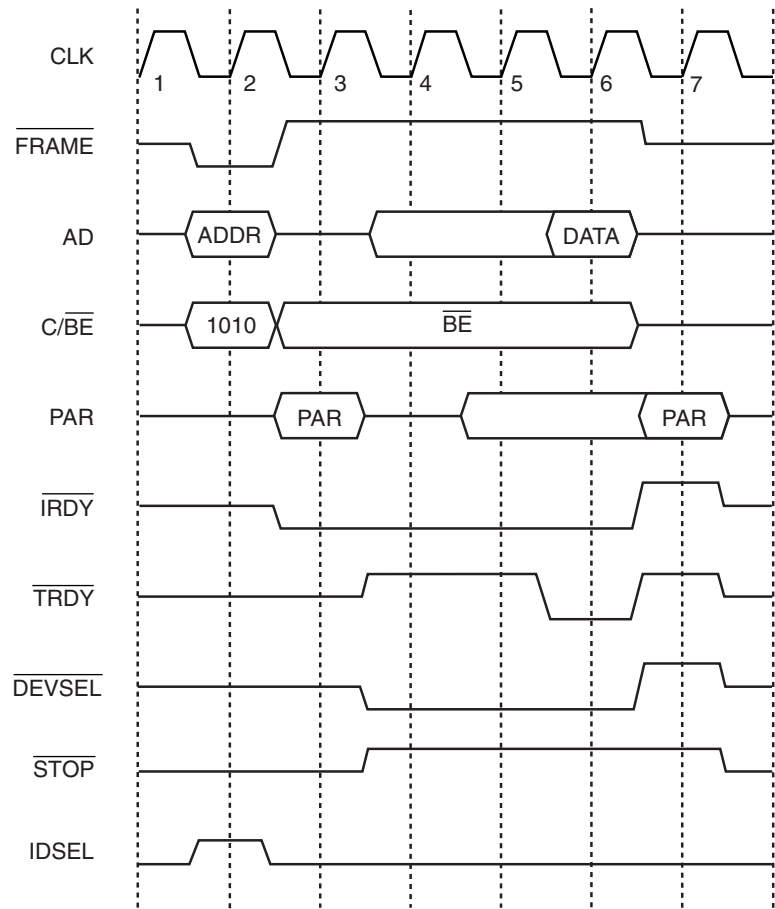 CLK
1 2 3 4 5 6 7
FRAME
AD ADDR DATA
C/BE 1010 BE
PAR PAR PAR
IRDY
TRDY
DEVSEL
STOP
IDSEL